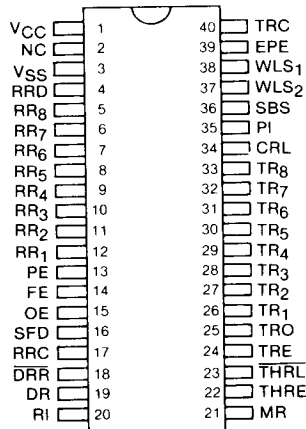 VCC 1 40 TRC
NC 2 39 EPE
VSS 3 38 WLS1
RRD 4 37 WLS2
RR8 5 36 SBS
RR7 6 35 PI
RR6 7 34 CRL
RR5 8 33 TR8
RR4 9 32 TR7
RR3 10 31 TR6
RR2 11 30 TR5
RR1 12 29 TR4
PE 13 28 TR3
FE 14 27 TR2
OE 15 26 TR1
SFD 16 25 TRO
RRC 17 24 TRE
D̅R̅R̅ 18 23 T̅H̅R̅L̅
DR 19 22 THRE
RI 20 21 MR